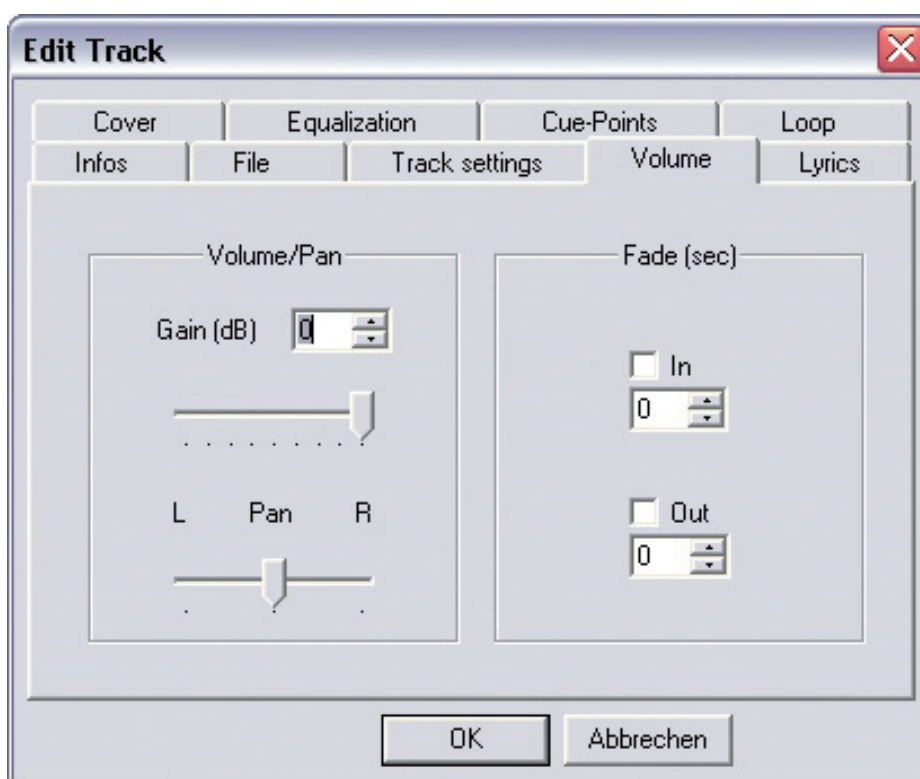 Edit Track
Cover Equalization Cue-Points Loop
Infos File Track settings Volume Lyrics
Volume/Pan
Gain (dB) 0
L Pan R
Fade (sec)
In
0
Out
0
OK Abbrechen